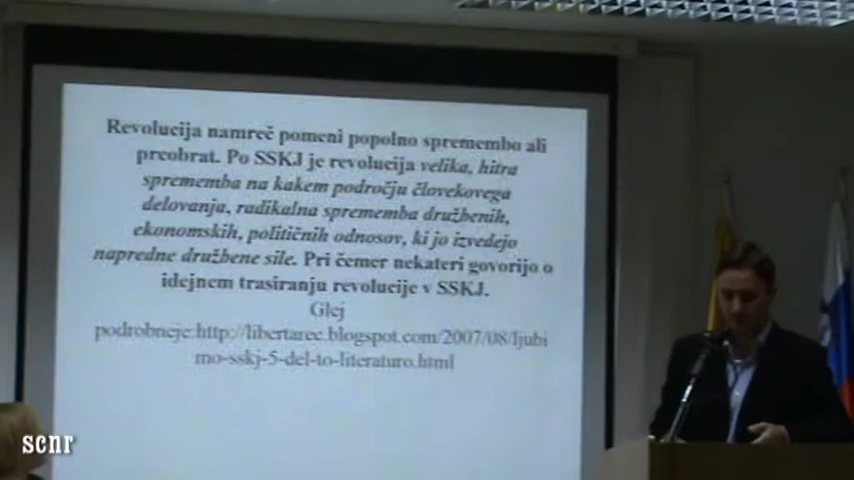 Revolucija namreč pomeni popolno spremembo ali
preobrat. Po SSKJ je revolucija velika, hitra
sprememba na kakem področju človekovega
delovanja, radikalna sprememba družbenih,
ekonomskih, političnih odnosov, ki jo izvedejo
napredne družbene sile. Pri čemer nekateri govorijo o
idejnem trasiranju revolucije v SSKJ.
Glej
podrobneje:http://libertarec.blogspot.com/2007/08/ljubi
mo-sskj-5-del-to-literaturo.html
scnr